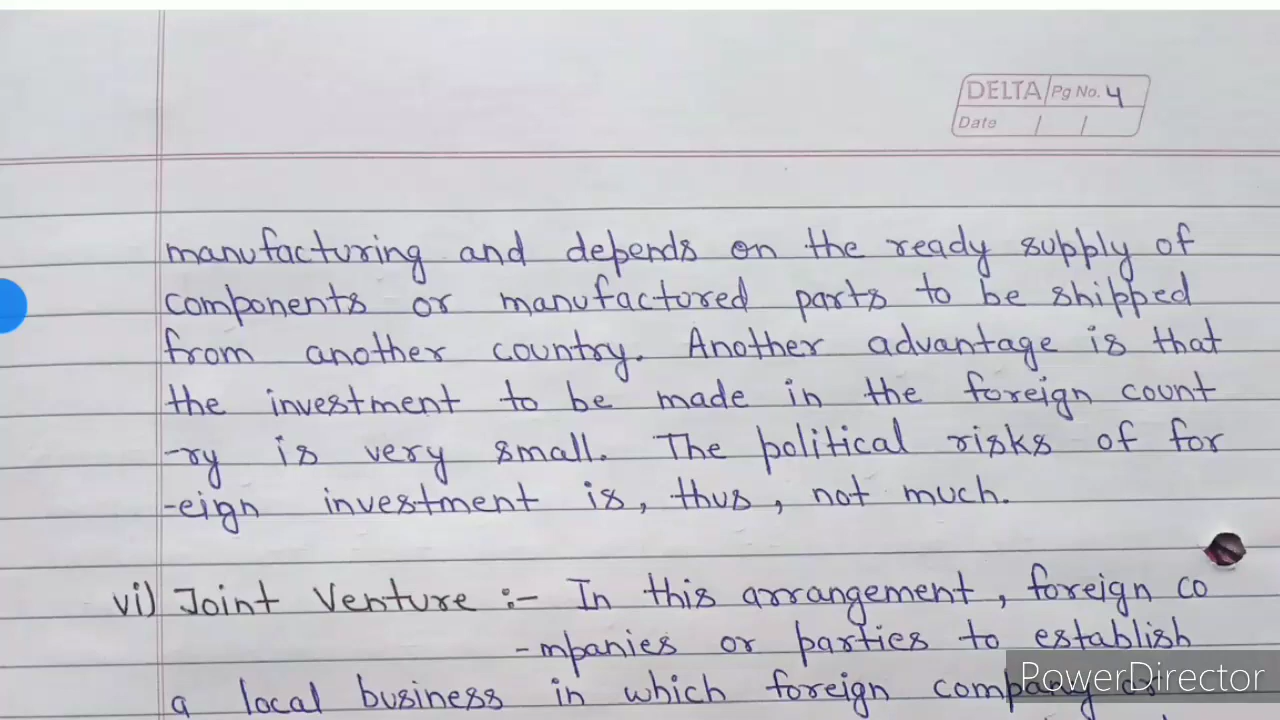 DELTA Pg No. 4
Date / /
manufacturing and depends on the ready supply of
components or manufactured parts to be shipped
from another country. Another advantage is that
the investment to be made in the foreign count
-ry is very small. The political risks of for
-eign investment is, thus, not much.
vi) Joint Venture :- In this arrangement, foreign co
-mpanies or parties to establish
a local business in which foreign company
PowerDirector